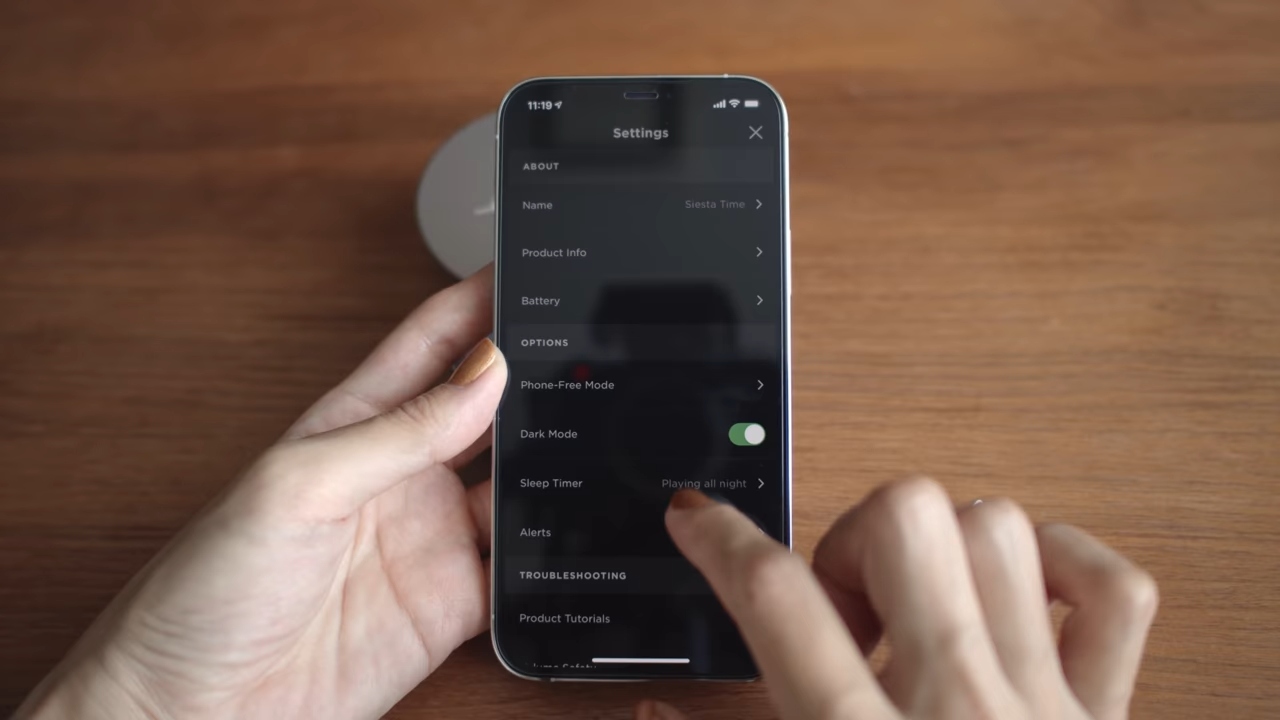 11:19
Settings
ABOUT
Name Siesta Time
Product Info
Battery
OPTIONS
Phone-Free Mode
Dark Mode
Sleep Timer Playing all night
Alerts
TROUBLESHOOTING
Product Tutorials